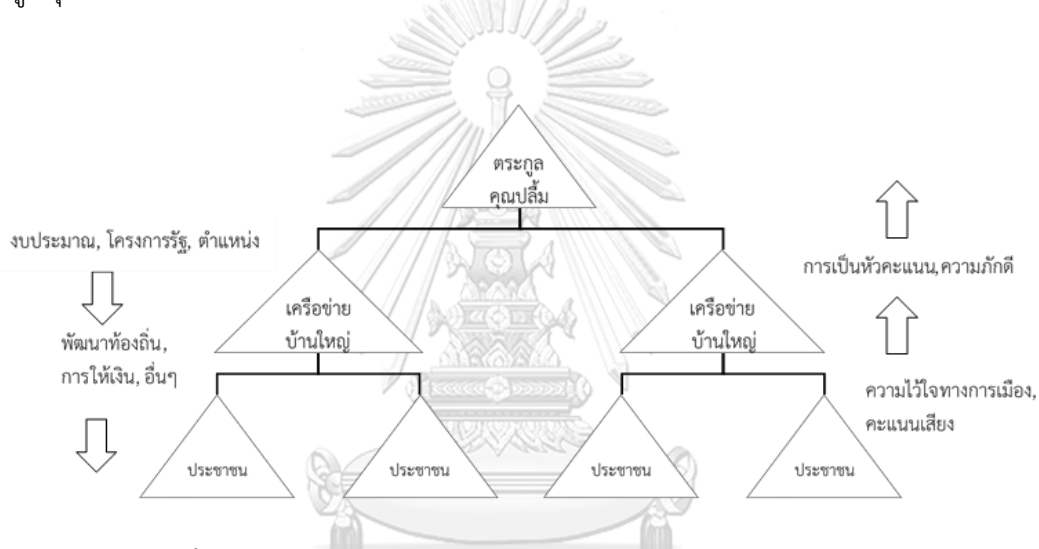 ตระกูล
คุณปลื้ม
งบประมาณ, โครงการรัฐ, ตำแหน่ง
การเป็นหัวคะแนน,ความภักดี
เครือข่าย
บ้านใหญ่
เครือข่าย
บ้านใหญ่
พัฒนาท้องถิ่น,
การให้เงิน, อื่นๆ
ความไว้ใจทางการเมือง,
คะแนนเสียง
ประชาชน
ประชาชน
ประชาชน
ประชาชน